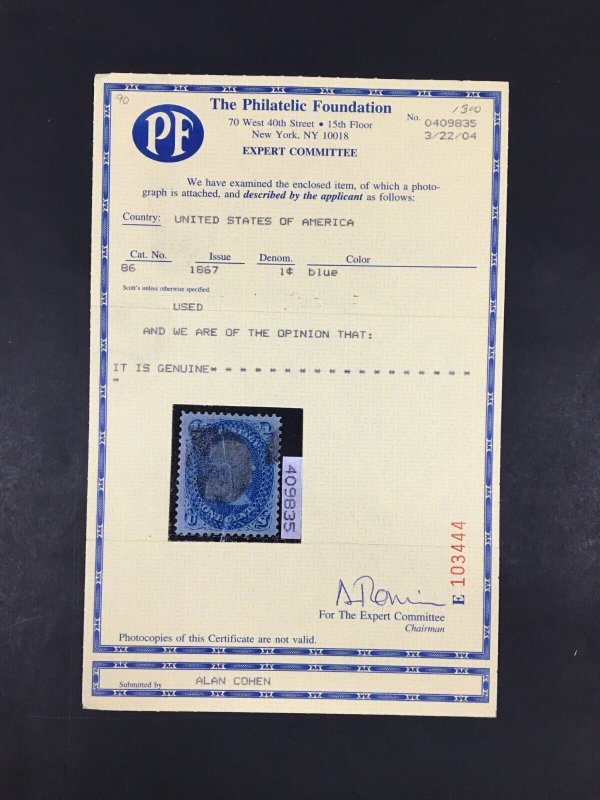 90
PF
The Philatelic Foundation
70 West 40th Street • 15th Floor
New York, NY 10018
EXPERT COMMITTEE
1300
No. 0409835
3/22/04
We have examined the enclosed item, of which a photo-
graph is attached, and described by the applicant as follows:
Country: UNITED STATES OF AMERICA
Cat. No. Issue Denom. Color
86 1867 1¢ blue
Scott's unless otherwise specified.
USED
AND WE ARE OF THE OPINION THAT:
IT IS GENUINE* * * * * * * * * * * * * * * * * *
*
409835
E 103444
For The Expert Committee
Chairman
Photocopies of this Certificate are not valid.
Submitted by ALAN COHEN